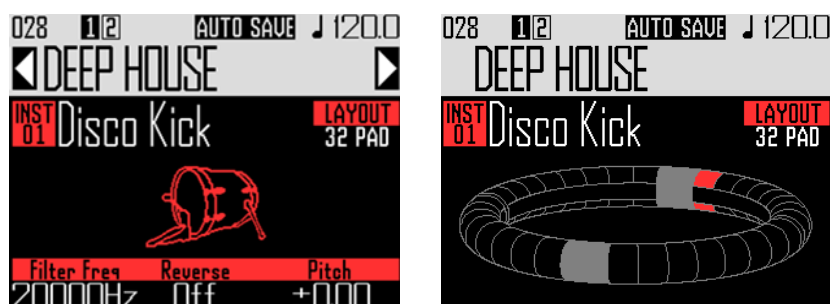 028 1 2 AUTO SAVE ♩120.0
DEEP HOUSE
INST 01 Disco Kick LAYOUT 32 PAD
Filter Freq Reverse Pitch
20000Hz Off +0.00
028 1 2 AUTO SAVE ♩120.0
DEEP HOUSE
INST 01 Disco Kick LAYOUT 32 PAD